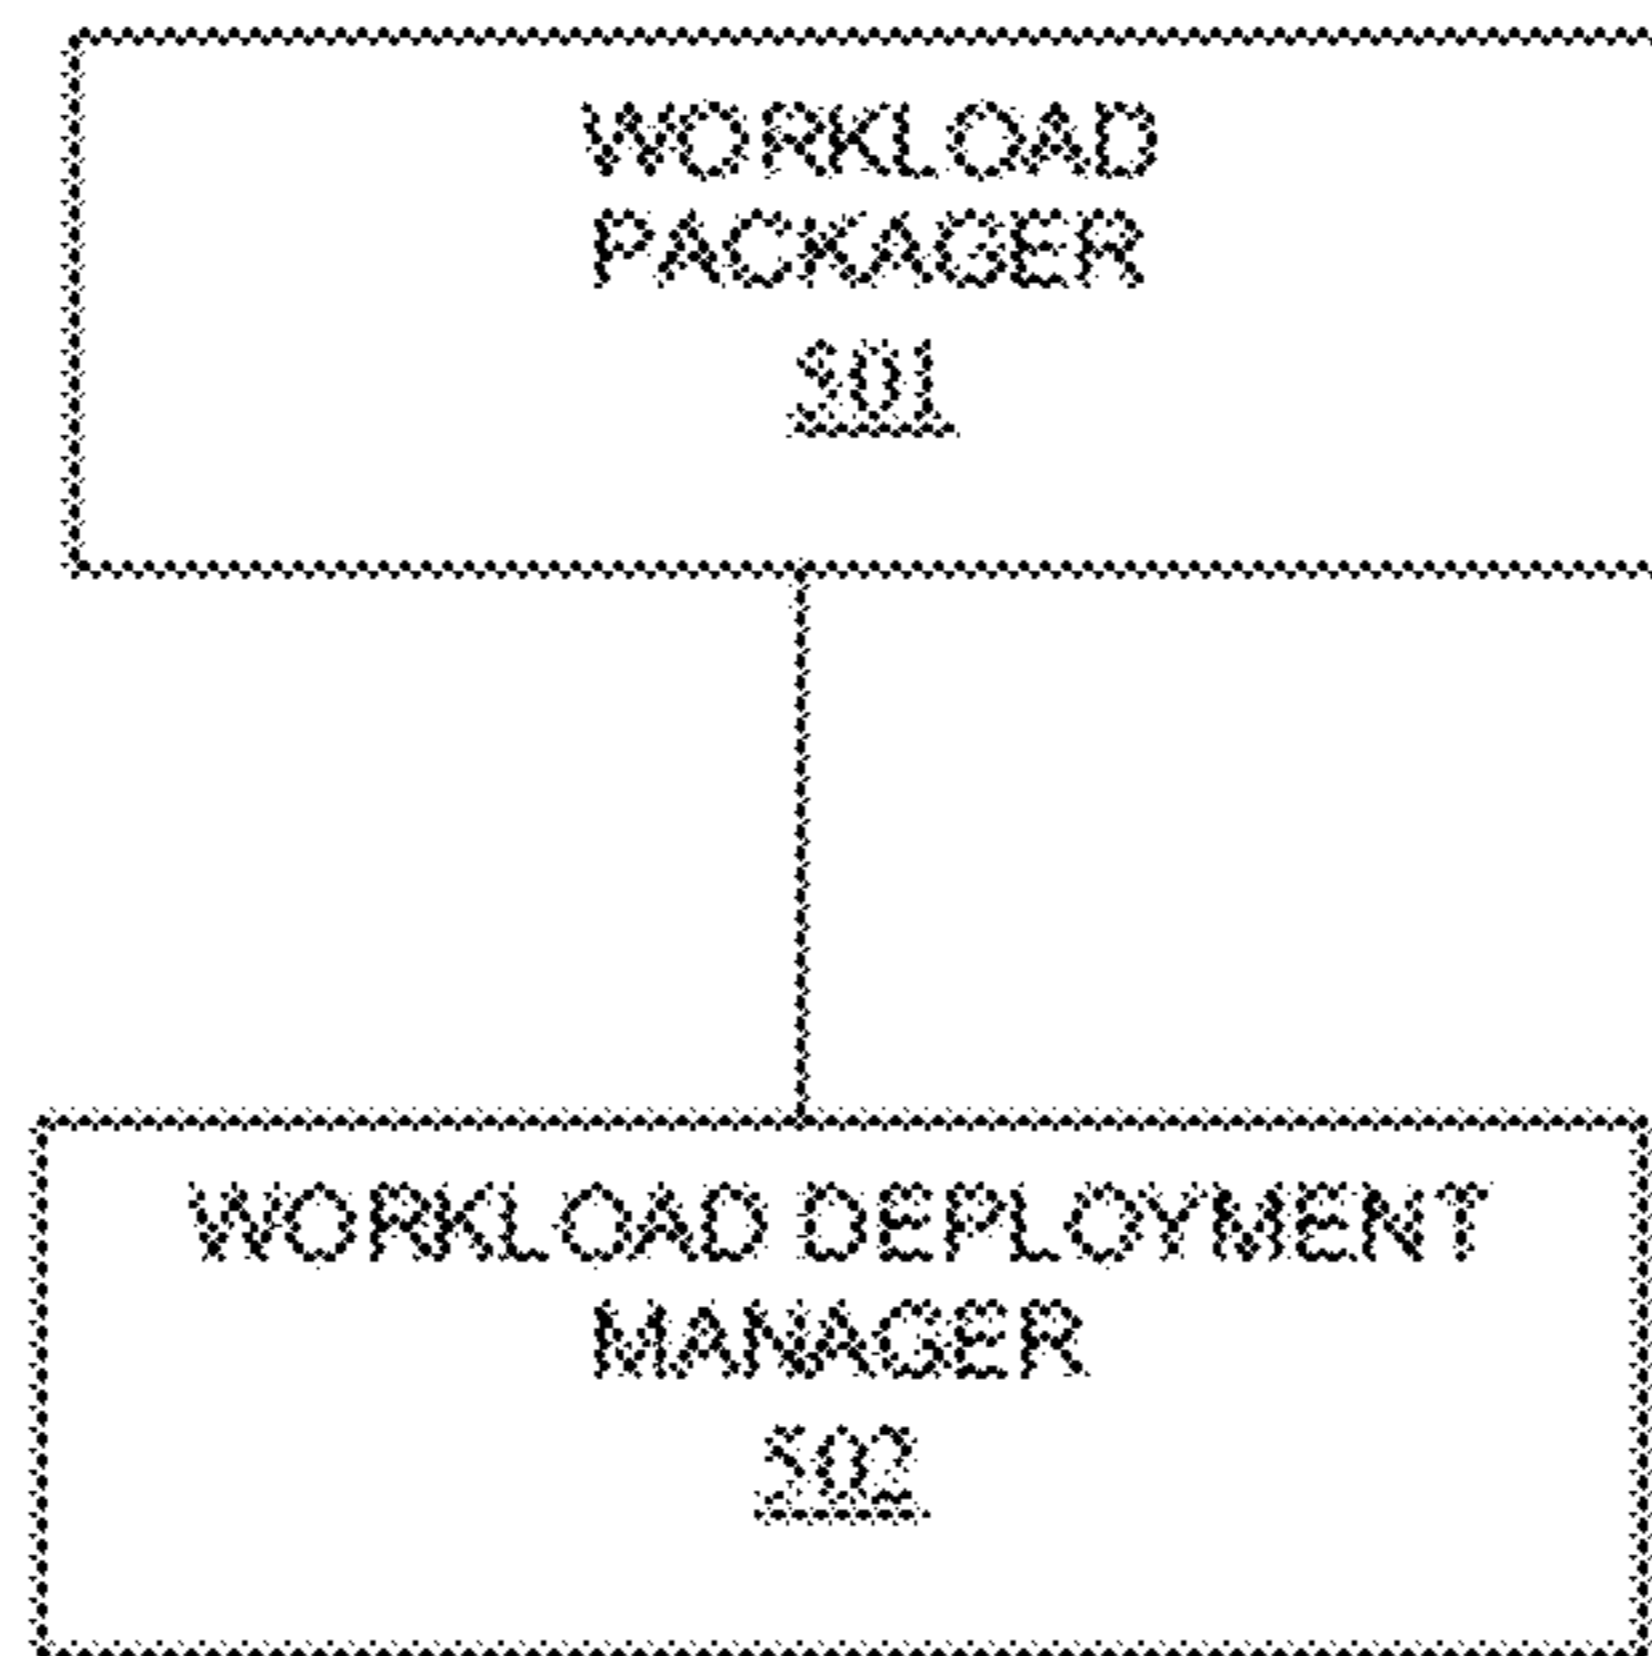 WORKLOAD
PACKAGER
501
WORKLOAD DEPLOYMENT
MANAGER
502